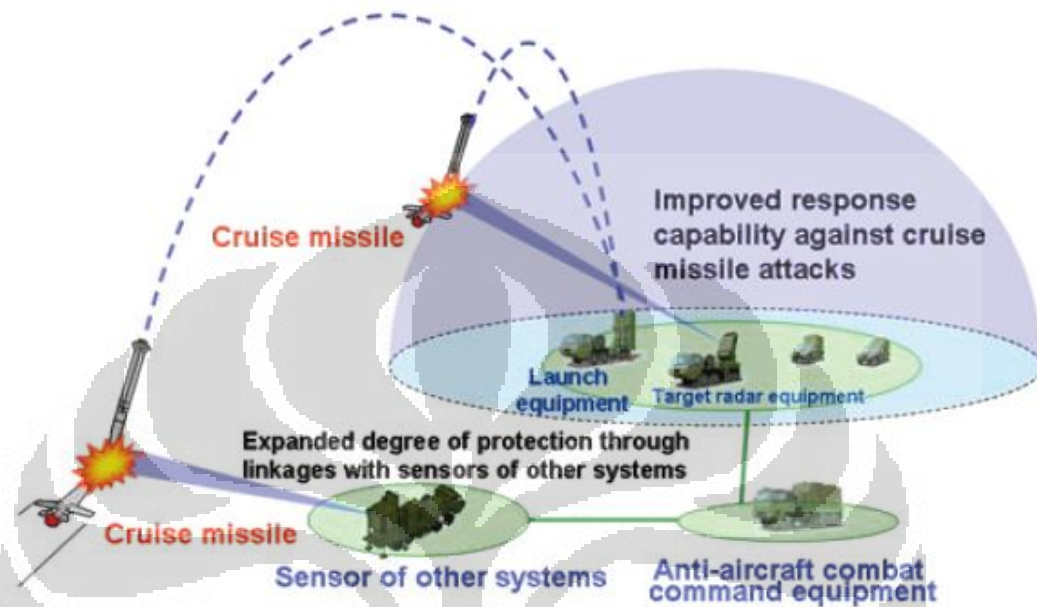 Improved response
capability against cruise
missile attacks
Cruise missile
Launch
equipment
Target radar equipment
Expanded degree of protection through
linkages with sensors of other systems
Cruise missile
Sensor of other systems
Anti-aircraft combat
command equipment